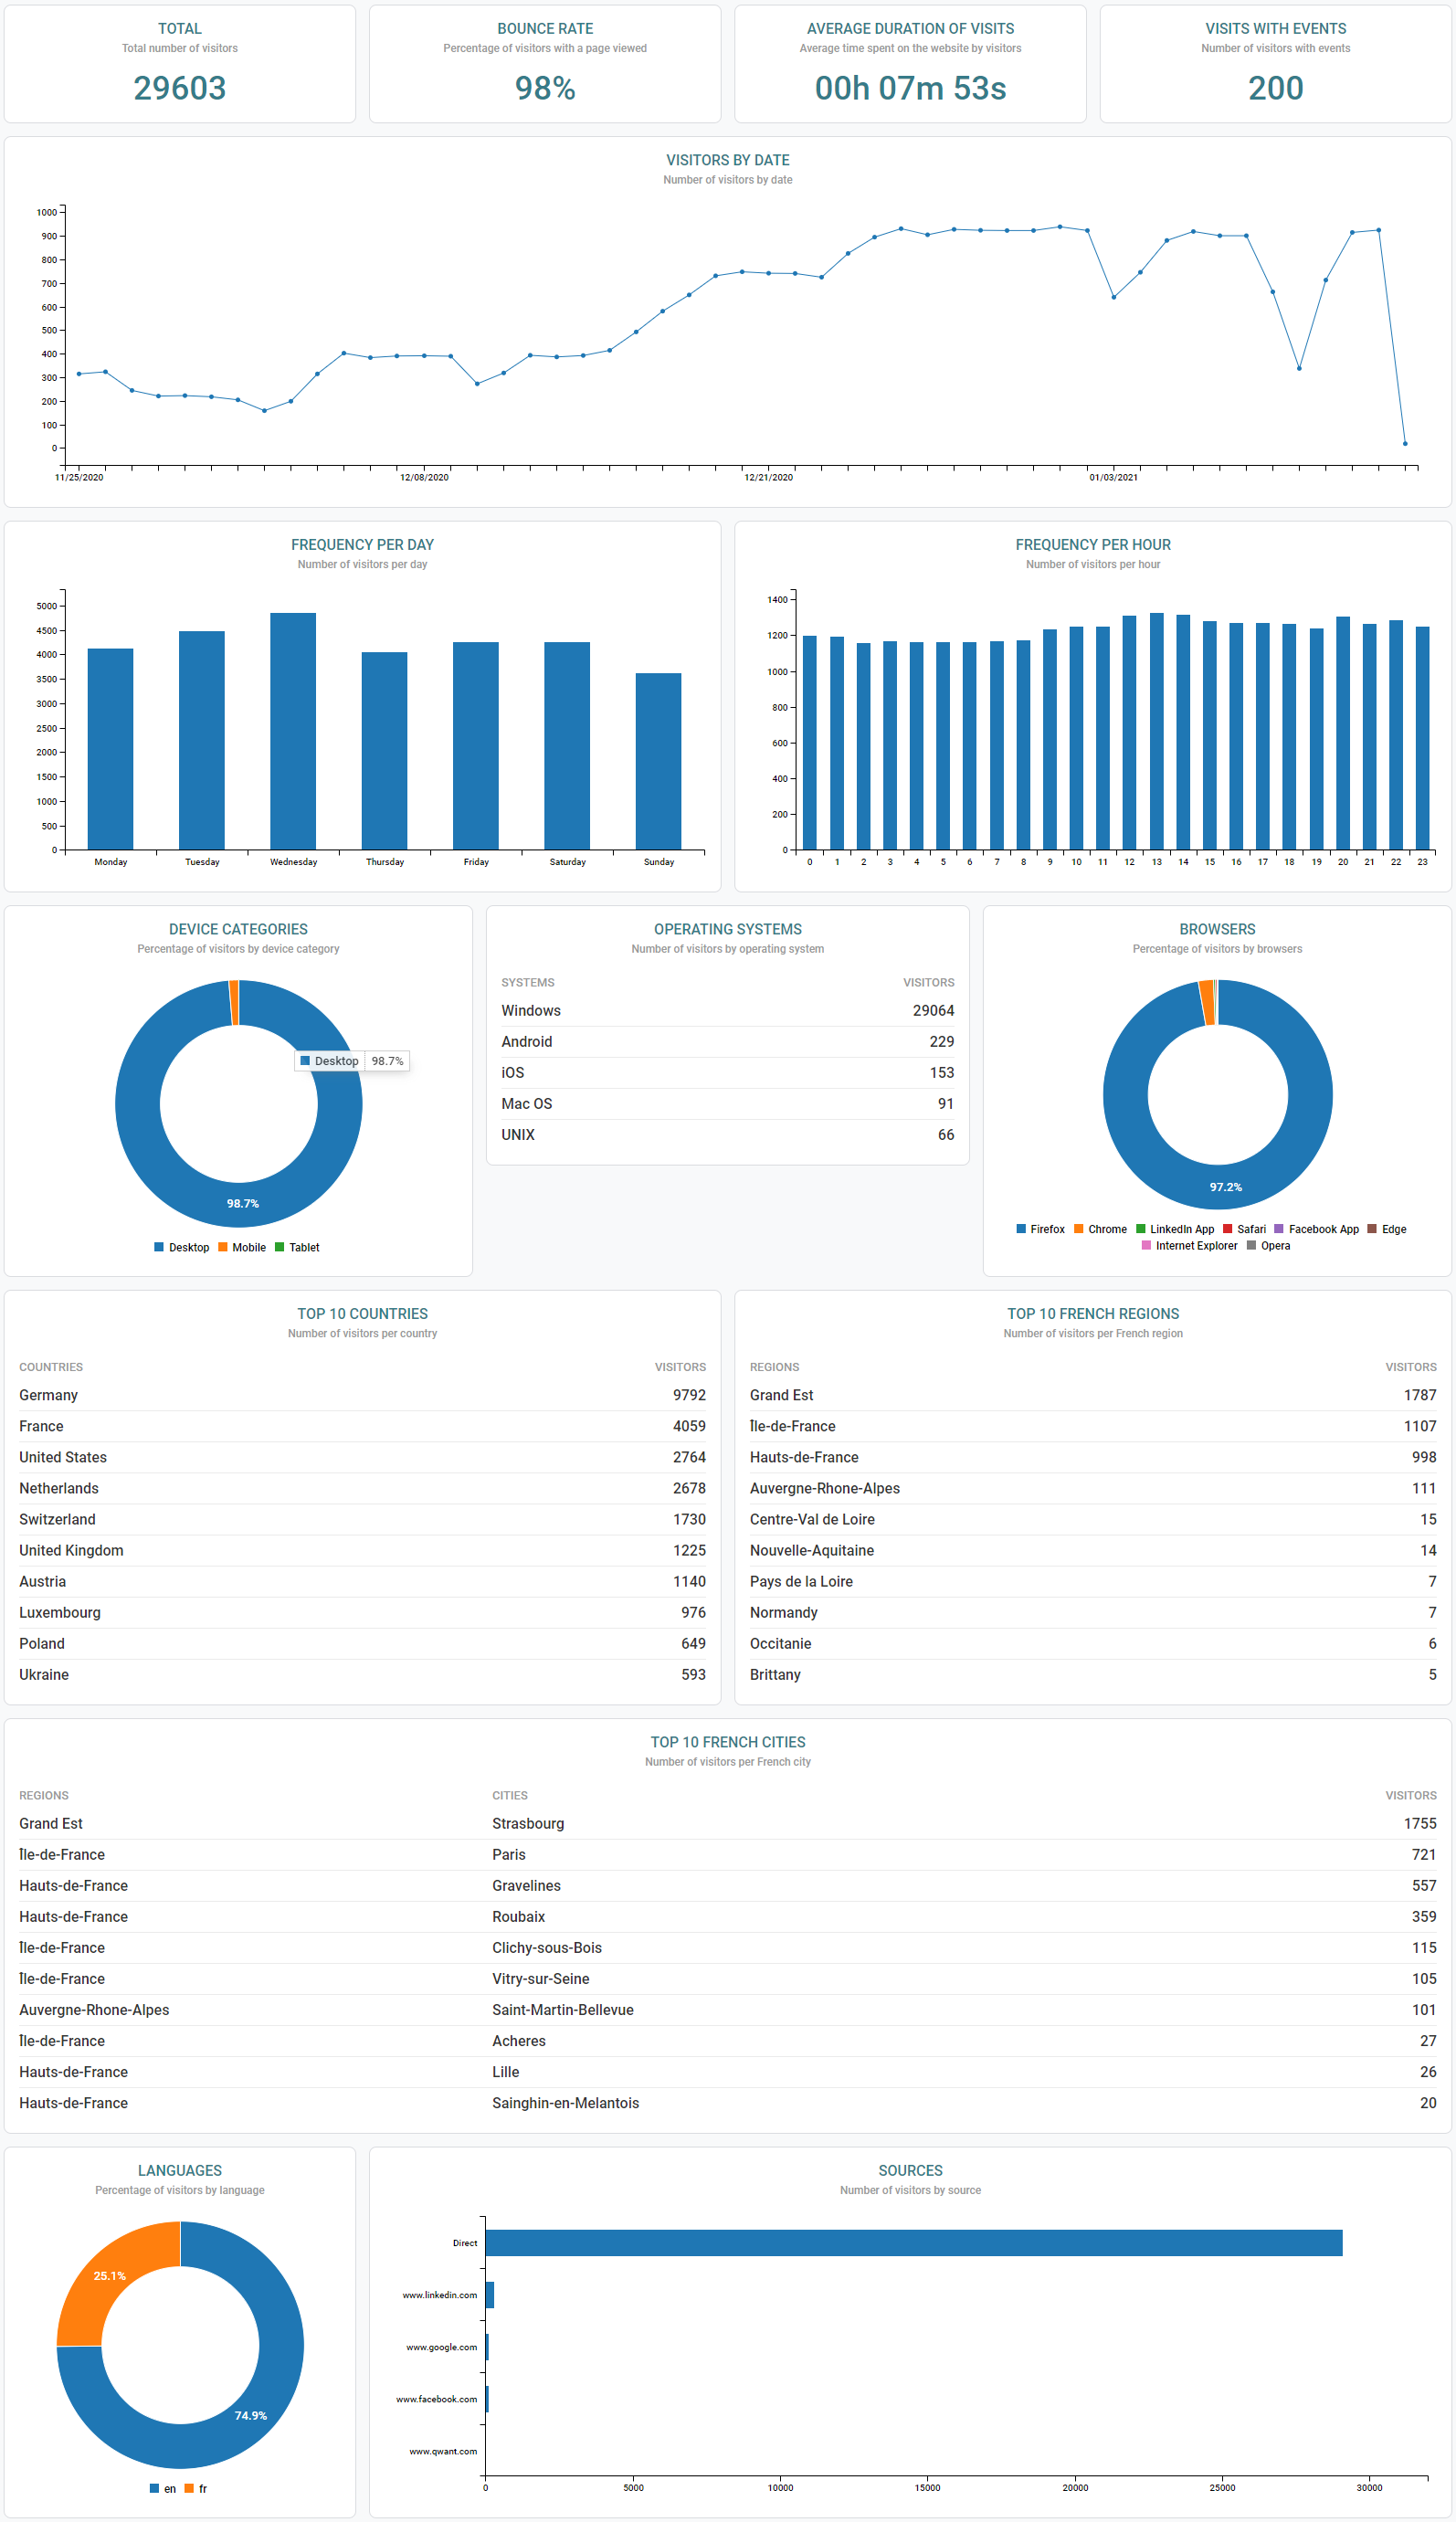 TOTAL
Total number of visitors
29603
BOUNCE RATE
Percentage of visitors with a page viewed
98%
AVERAGE DURATION OF VISITS
Average time spent on the website by visitors
00h 07m 53s
VISITS WITH EVENTS
Number of visitors with events
200
VISITORS BY DATE
Number of visitors by date
1000
900
800
700
600
500
400
300
200
100
0
11/25/2020 12/08/2020 12/21/2020 01/03/2021
FREQUENCY PER DAY
Number of visitors per day
5000
4500
4000
3500
3000
2500
2000
1500
1000
500
0
Monday Tuesday Wednesday Thursday Friday Saturday Sunday
FREQUENCY PER HOUR
Number of visitors per hour
1400
1200
1000
800
600
400
200
0
0 1 2 3 4 5 6 7 8 9 10 11 12 13 14 15 16 17 18 19 20 21 22 23
DEVICE CATEGORIES
Percentage of visitors by device category
Desktop 98.7%
98.7%
Desktop Mobile Tablet
OPERATING SYSTEMS
Number of visitors by operating system
SYSTEMS VISITORS
Windows 29064
Android 229
iOS 153
Mac OS 91
UNIX 66
BROWSERS
Percentage of visitors by browsers
97.2%
Firefox Chrome LinkedIn App Safari Facebook App Edge
Internet Explorer Opera
TOP 10 COUNTRIES
Number of visitors per country
COUNTRIES VISITORS
Germany 9792
France 4059
United States 2764
Netherlands 2678
Switzerland 1730
United Kingdom 1225
Austria 1140
Luxembourg 976
Poland 649
Ukraine 593
TOP 10 FRENCH REGIONS
Number of visitors per French region
REGIONS VISITORS
Grand Est 1787
Île-de-France 1107
Hauts-de-France 998
Auvergne-Rhone-Alpes 111
Centre-Val de Loire 15
Nouvelle-Aquitaine 14
Pays de la Loire 7
Normandy 7
Occitanie 6
Brittany 5
TOP 10 FRENCH CITIES
Number of visitors per French city
REGIONS CITIES VISITORS
Grand Est Strasbourg 1755
Île-de-France Paris 721
Hauts-de-France Gravelines 557
Hauts-de-France Roubaix 359
Île-de-France Clichy-sous-Bois 115
Île-de-France Vitry-sur-Seine 105
Auvergne-Rhone-Alpes Saint-Martin-Bellevue 101
Île-de-France Acheres 27
Hauts-de-France Lille 26
Hauts-de-France Sainghin-en-Melantois 20
LANGUAGES
Percentage of visitors by language
25.1%
74.9%
en fr
SOURCES
Number of visitors by source
Direct
www.linkedin.com
www.google.com
www.facebook.com
www.qwant.com
0 5000 10000 15000 20000 25000 30000